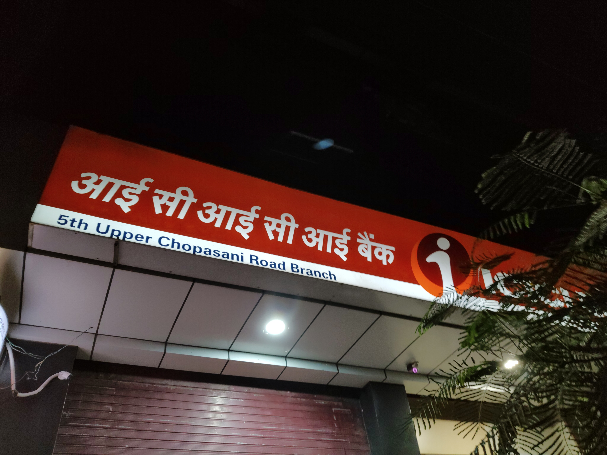 आई सी आई सी आई बैंक
5th Upper Chopasani Road Branch